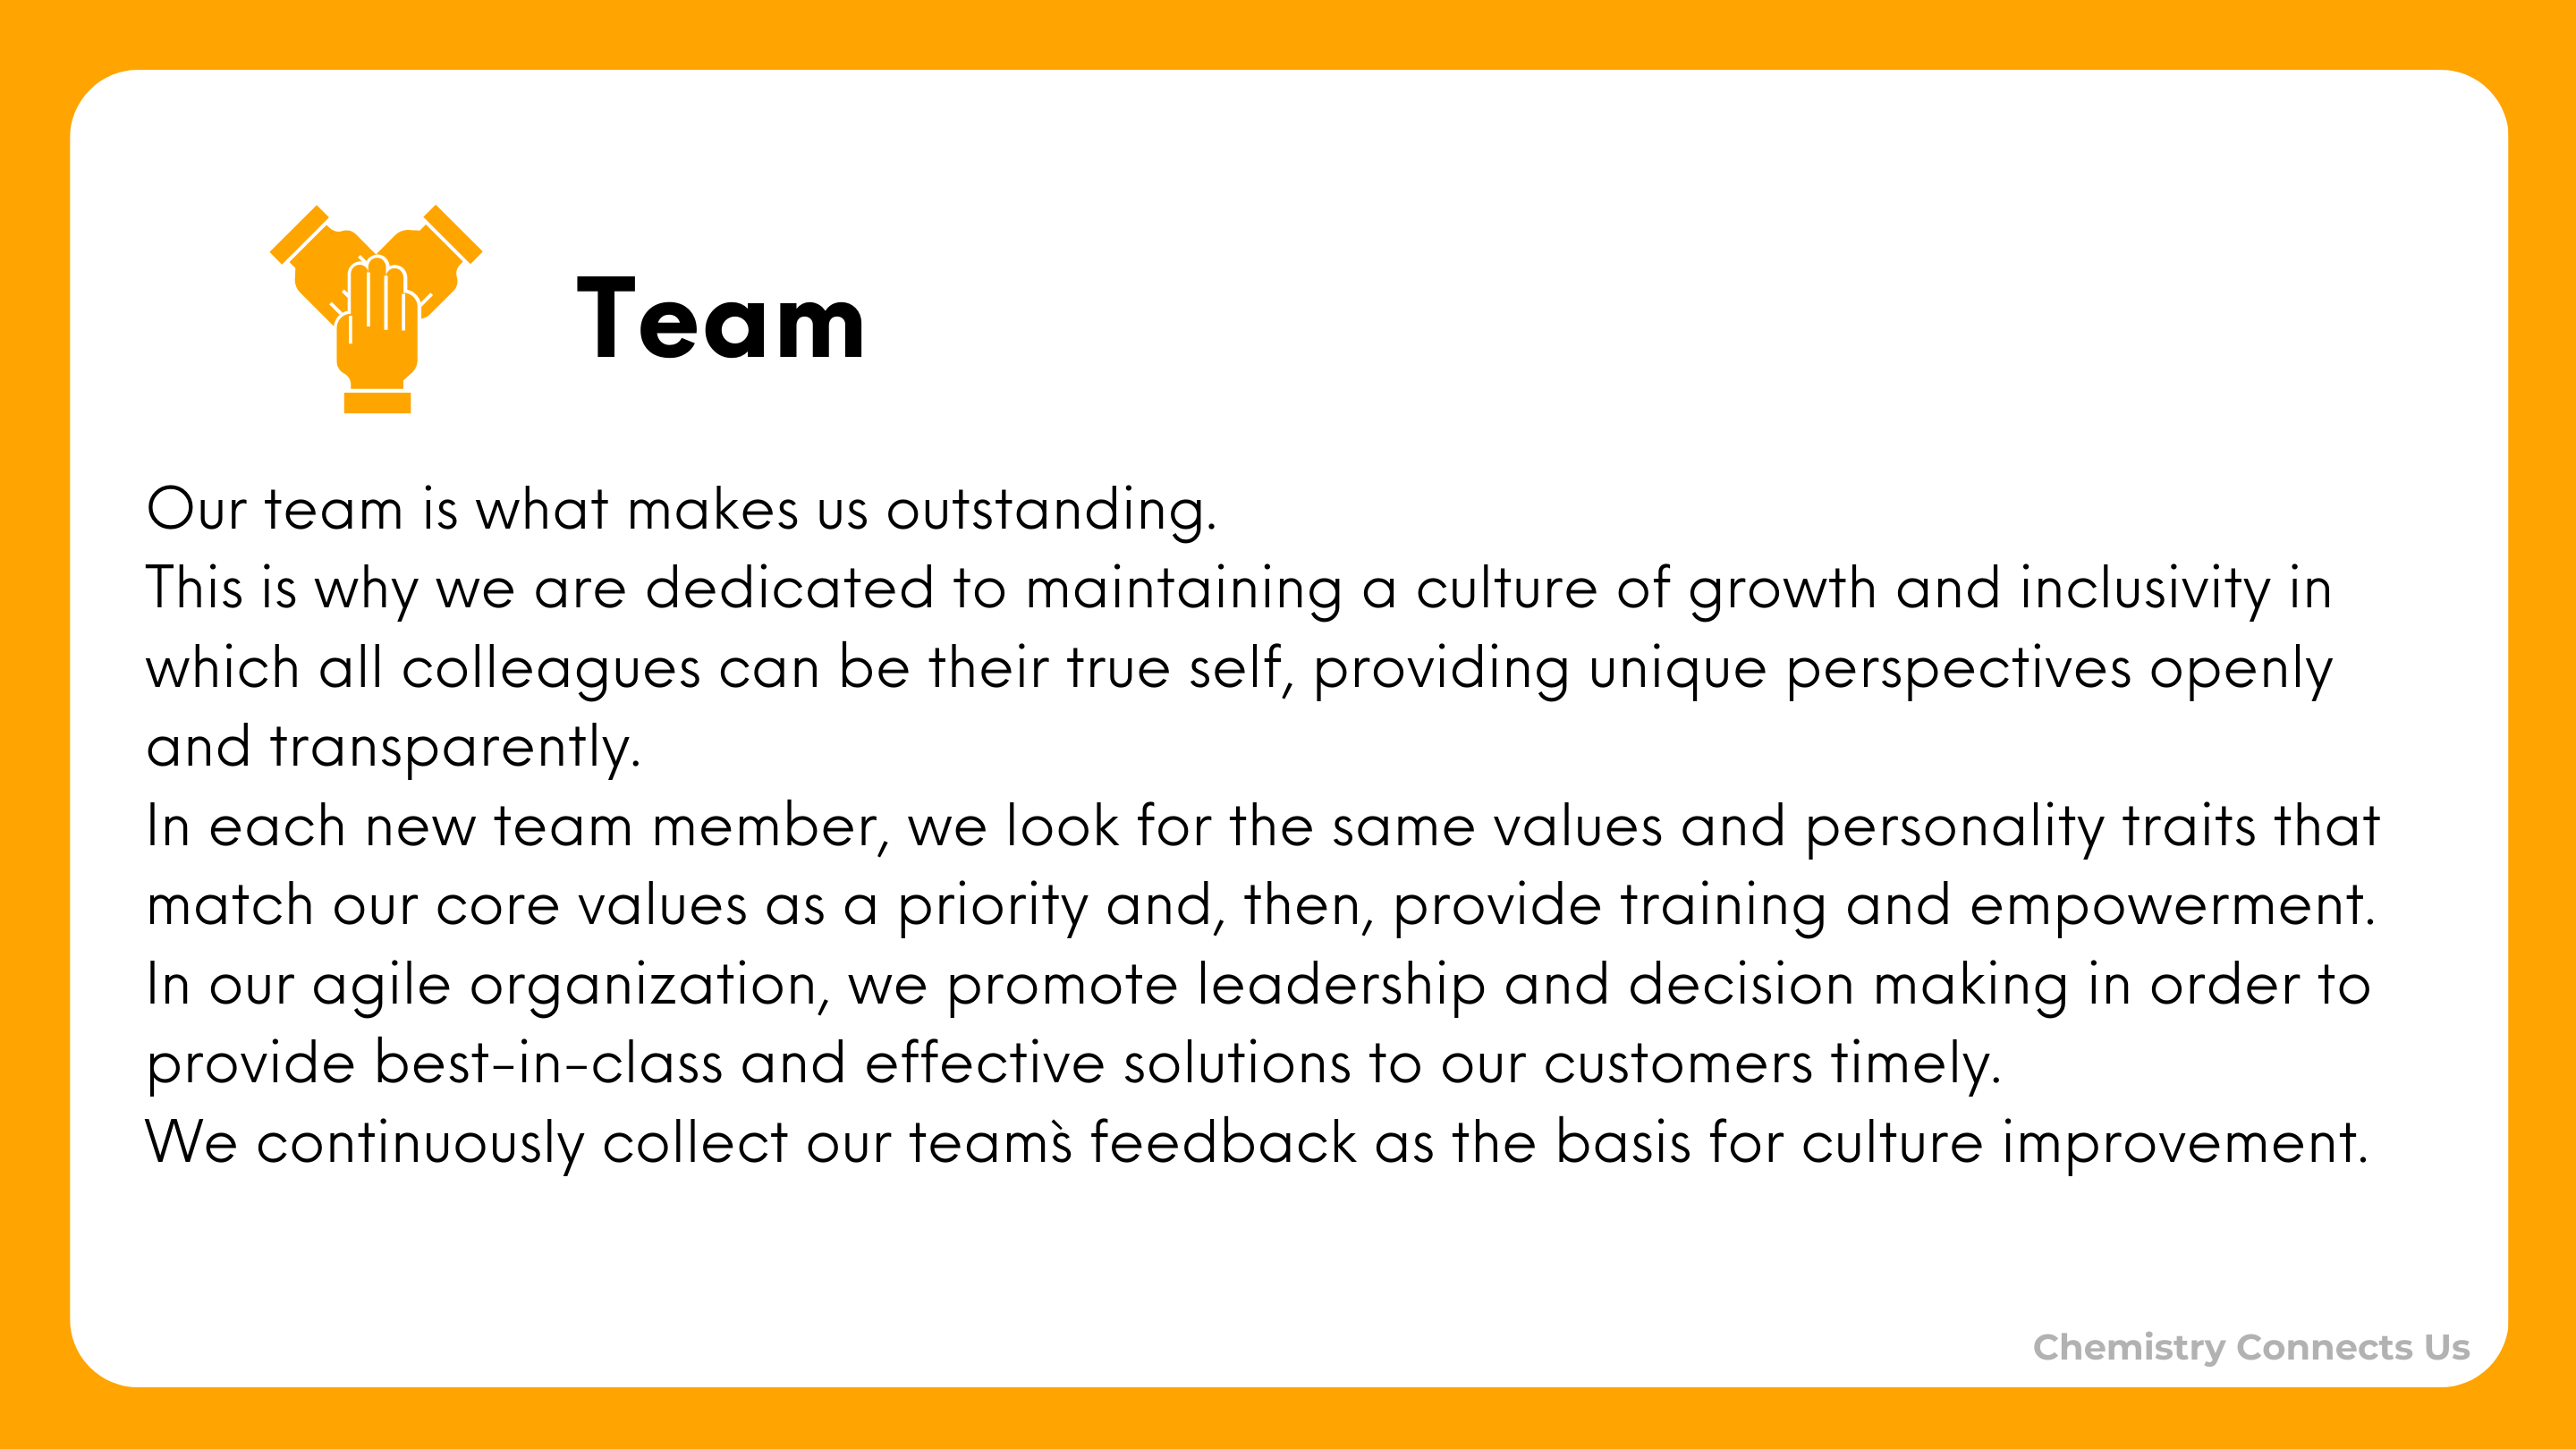 Team
Our team is what makes us outstanding.
This is why we are dedicated to maintaining a culture of growth and inclusivity in
which all colleagues can be their true self, providing unique perspectives openly
and transparently.
In each new team member, we look for the same values and personality traits that
match our core values as a priority and, then, provide training and empowerment.
In our agile organization, we promote leadership and decision making in order to
provide best-in-class and effective solutions to our customers timely.
We continuously collect our team`s feedback as the basis for culture improvement.
Chemistry Connects Us